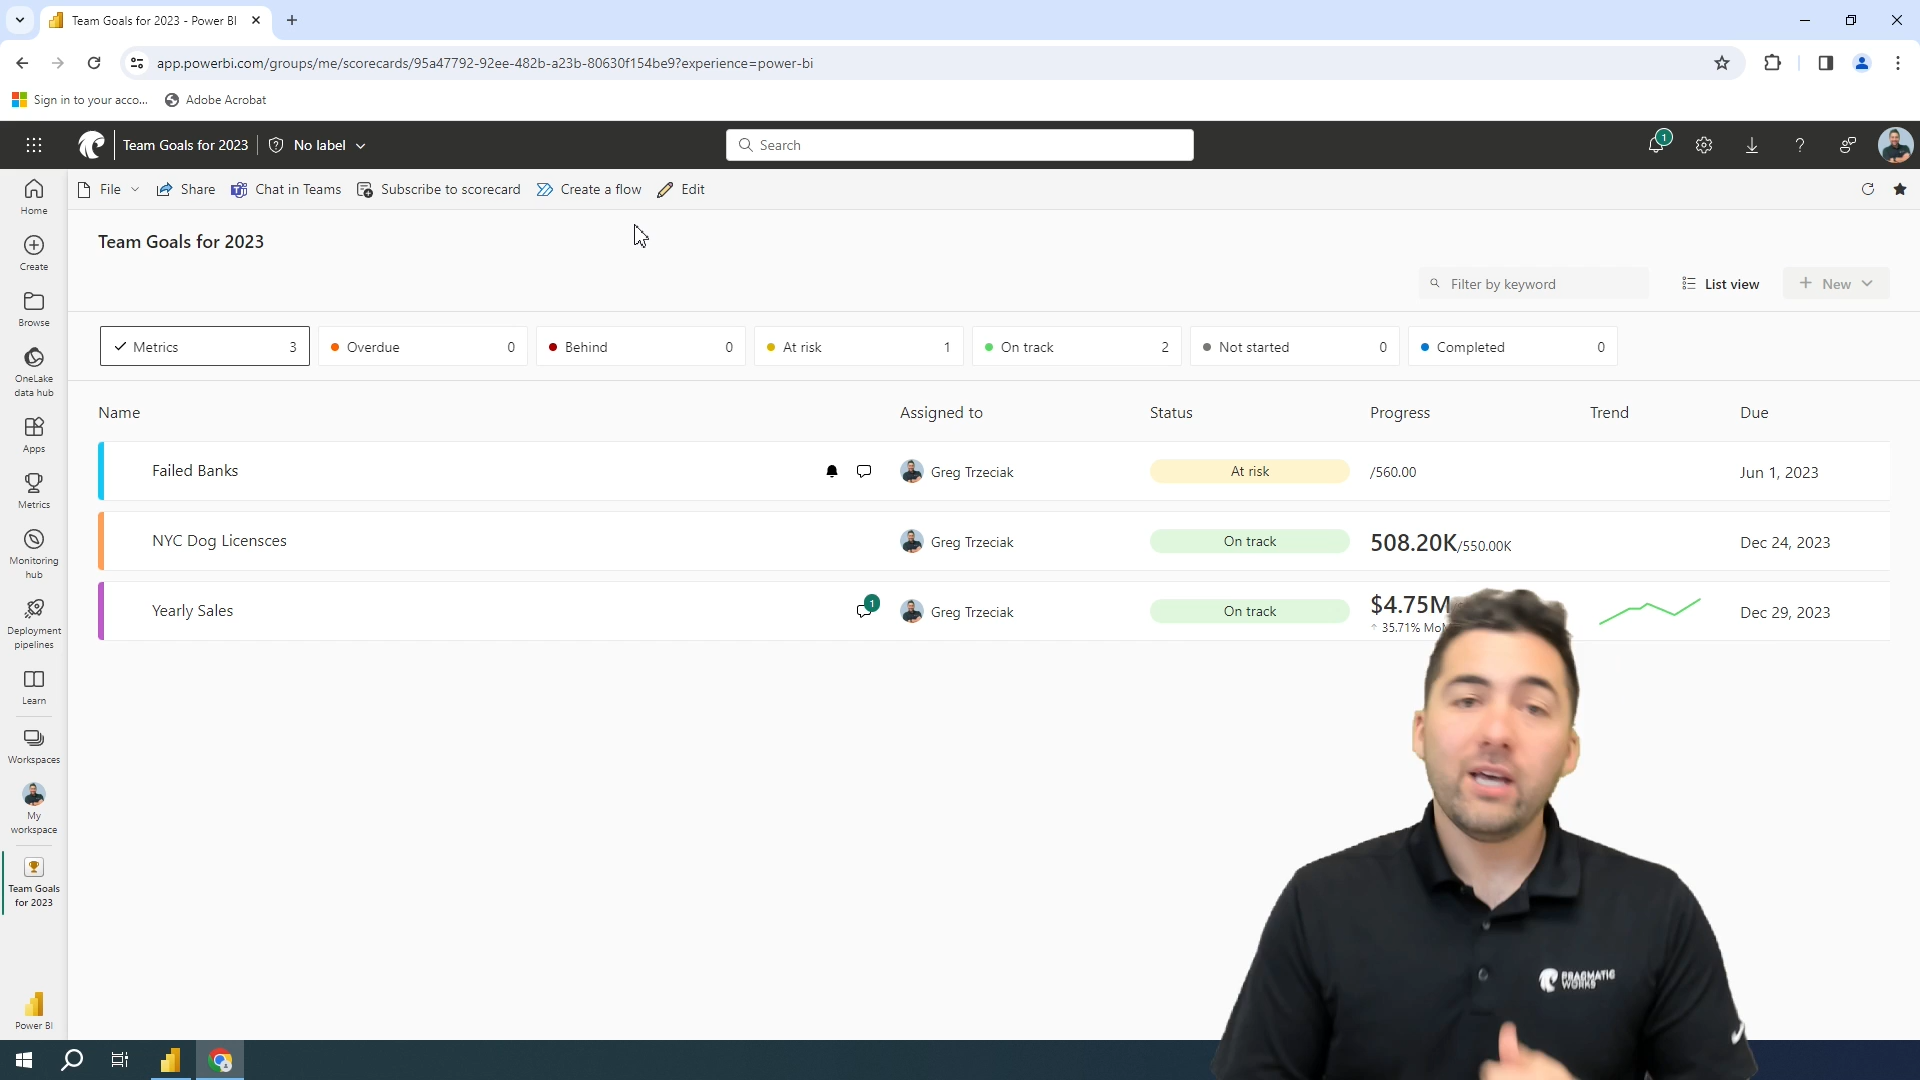 Team Goals for 2023 - Power BI
app.powerbi.com/groups/me/scorecards/95a47792-92ee-482b-a23b-80630f154be9?experience=power-bi
Sign in to your acco...
Adobe Acrobat
Team Goals for 2023
No label
Search
1
File
Share
Chat in Teams
Subscribe to scorecard
Create a flow
Edit
Home
Create
Browse
OneLake
data hub
Apps
Metrics
Monitoring
hub
Deployment
pipelines
Learn
Workspaces
My
workspace
Team Goals
for 2023
Power BI
Team Goals for 2023
Filter by keyword
List view
New
Metrics 3
Overdue 0
Behind 0
At risk 1
On track 2
Not started 0
Completed 0
Name Assigned to Status Progress Trend Due
Failed Banks Greg Trzeciak At risk /560.00 Jun 1, 2023
NYC Dog Licensces Greg Trzeciak On track 508.20K/550.00K Dec 24, 2023
Yearly Sales 1 Greg Trzeciak On track $4.75M Dec 29, 2023
35.71% MoM
PRAGMATIC
WORKS